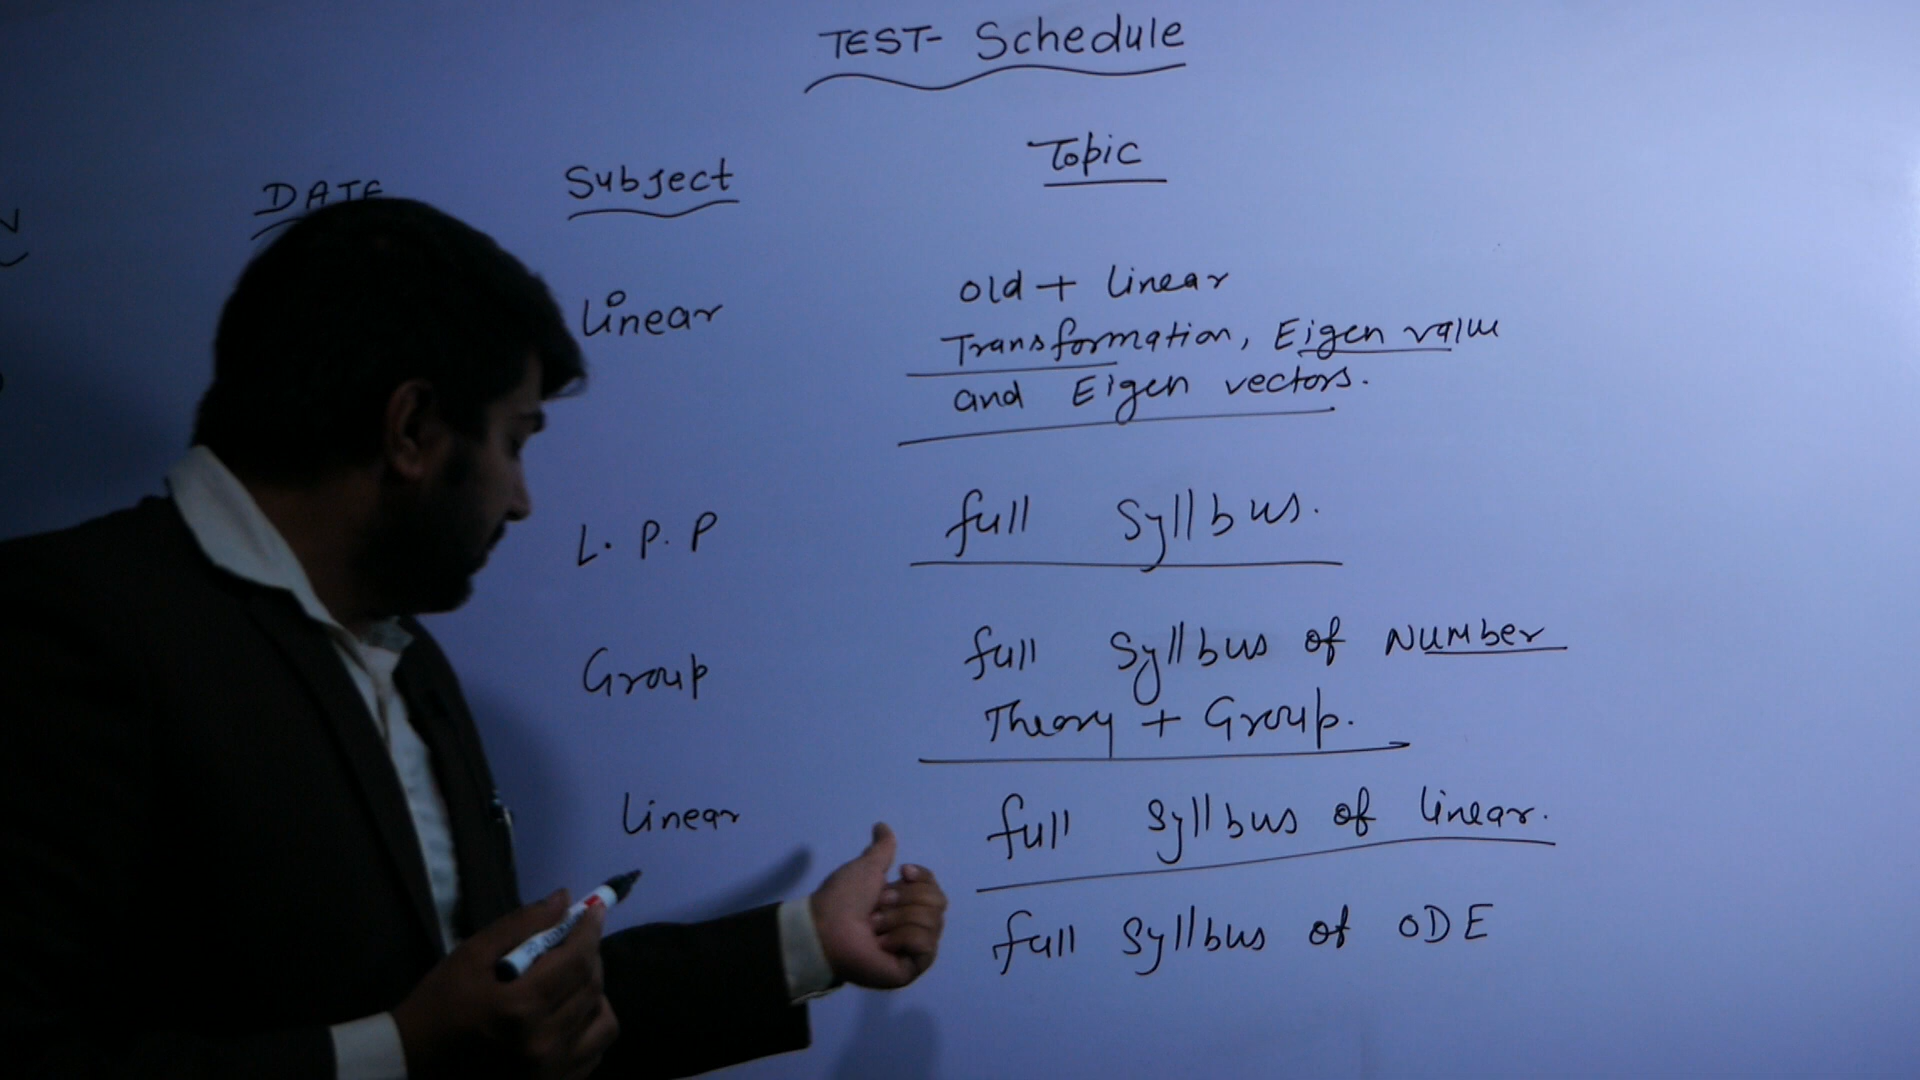 TEST- Schedule
DATE Subject Topic
Linear old + linear
Transformation, Eigen value
and Eigen vectors.
L. P. P full Syllbus.
Group full Syllbus of Number
Theory + Group.
Linear full Syllbus of linear.
full Syllbus of ODE